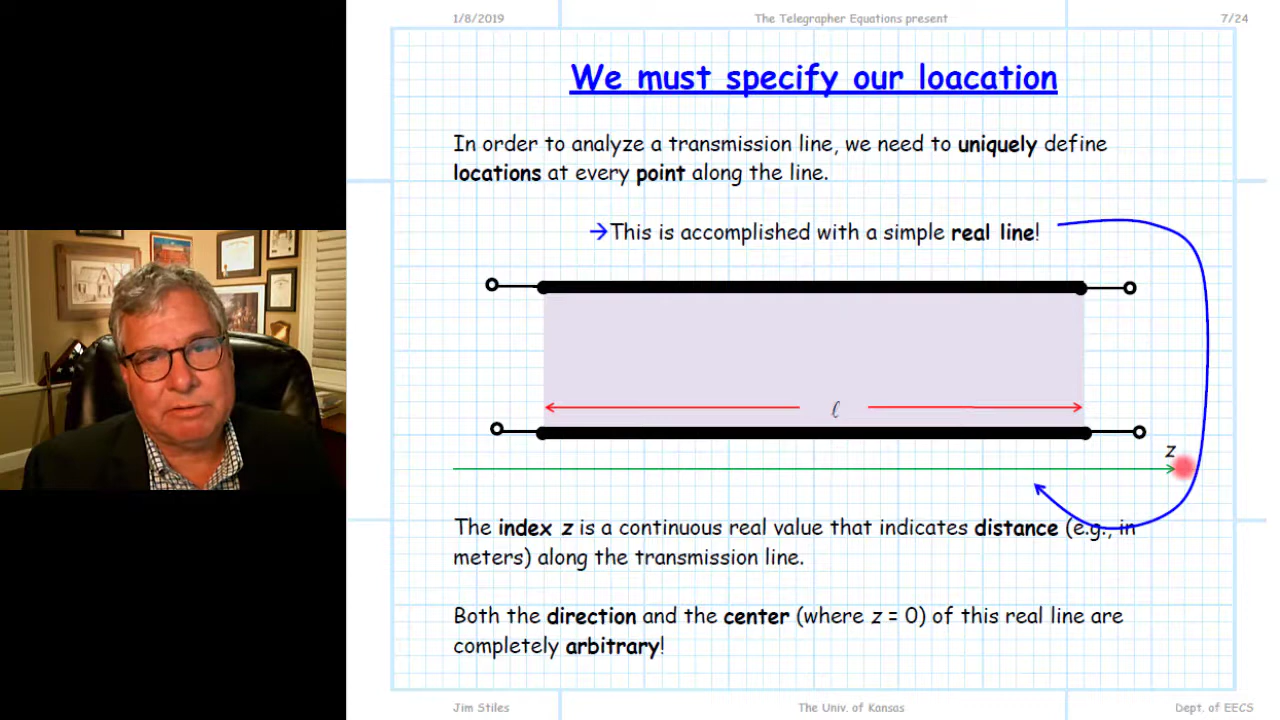 1/8/2019
The Telegrapher Equations present
7/24
We must specify our loacation
In order to analyze a transmission line, we need to uniquely define
locations at every point along the line.
→This is accomplished with a simple real line!
ℓ
z
The index z is a continuous real value that indicates distance (e.g., in
meters) along the transmission line.
Both the direction and the center (where z = 0) of this real line are
completely arbitrary!
Jim Stiles
The Univ. of Kansas
Dept. of EECS